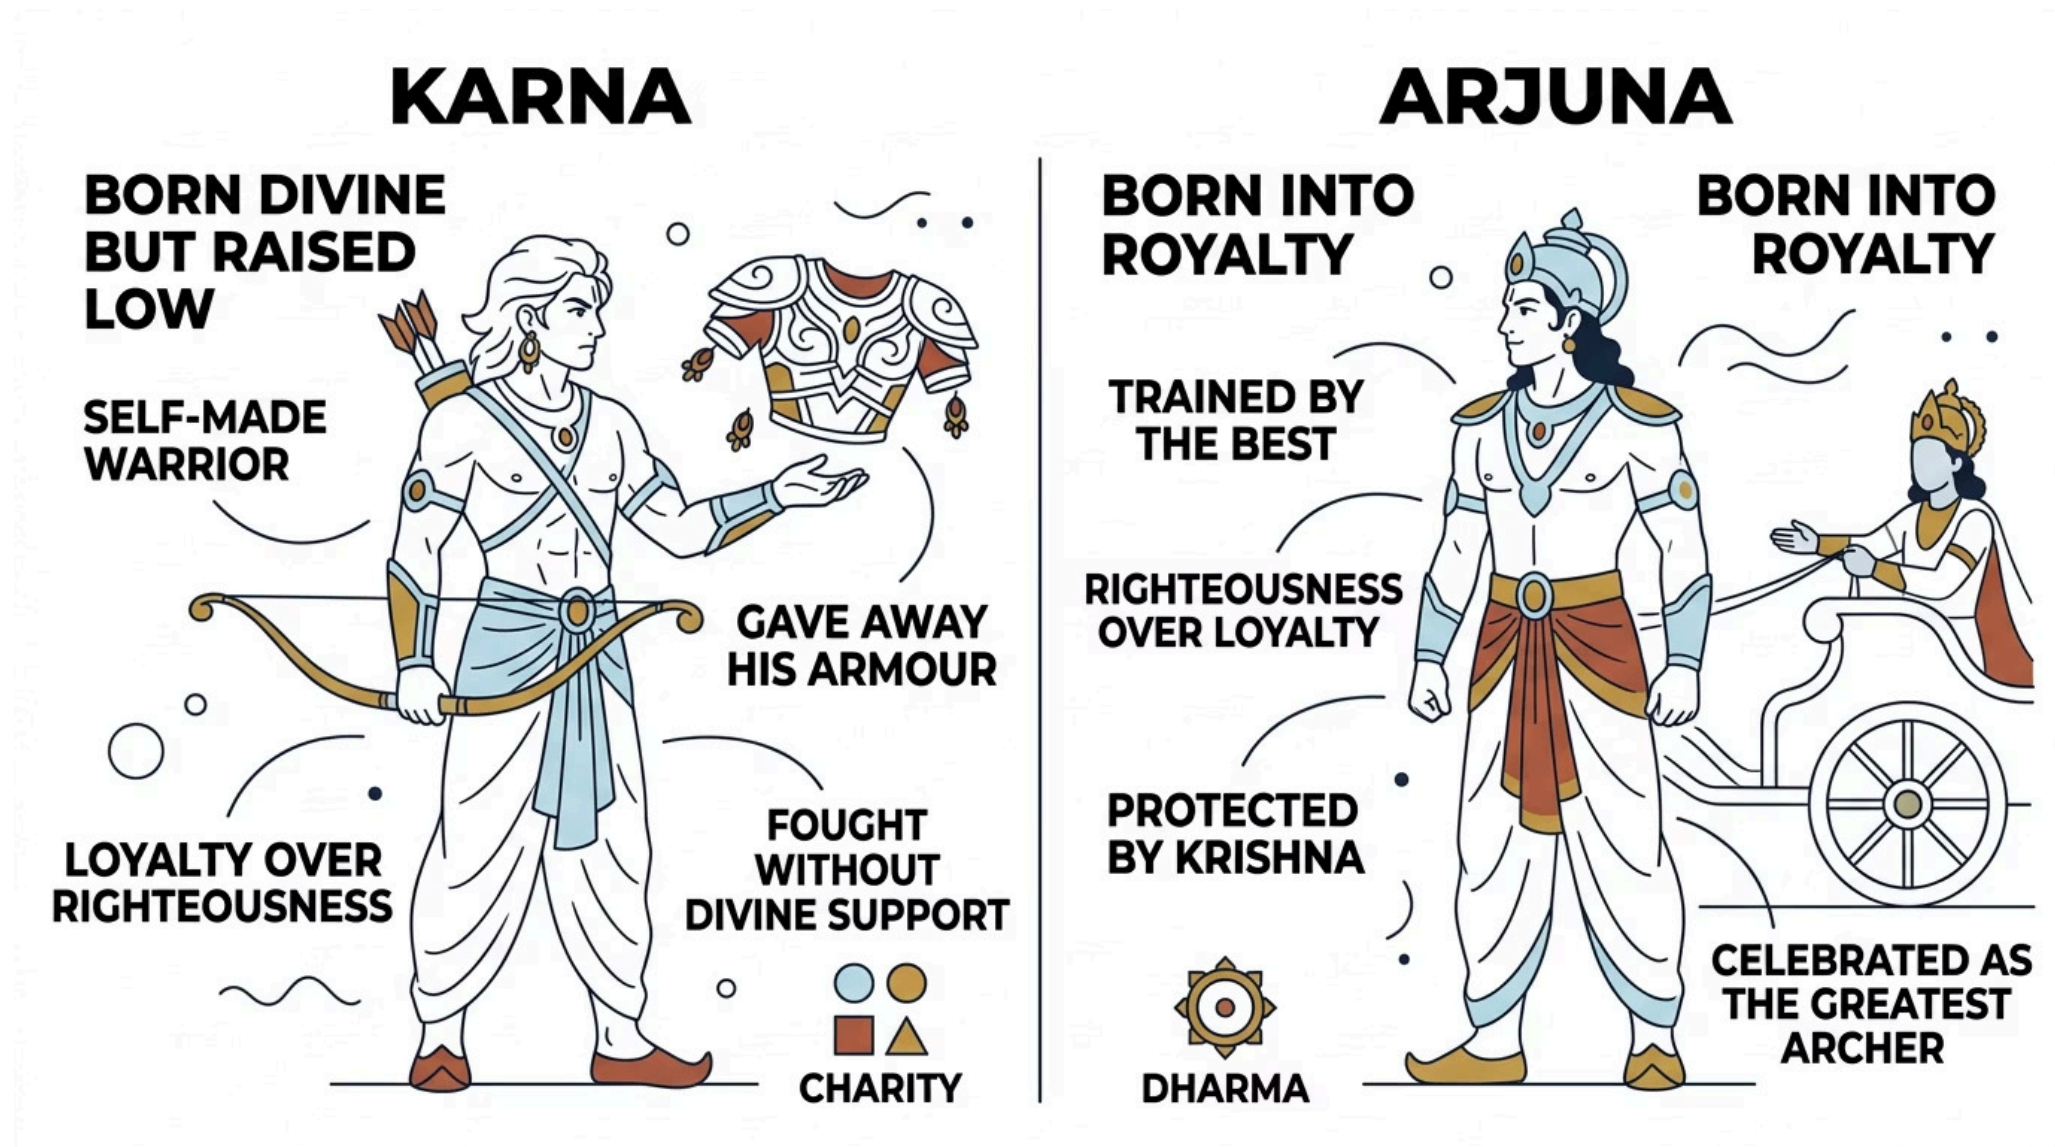 KARNA
BORN DIVINE
BUT RAISED
LOW
SELF-MADE
WARRIOR
GAVE AWAY
HIS ARMOUR
LOYALTY OVER
RIGHTEOUSNESS
FOUGHT
WITHOUT
DIVINE SUPPORT
CHARITY
ARJUNA
BORN INTO
ROYALTY
BORN INTO
ROYALTY
TRAINED BY
THE BEST
RIGHTEOUSNESS
OVER LOYALTY
PROTECTED
BY KRISHNA
CELEBRATED AS
THE GREATEST
ARCHER
DHARMA